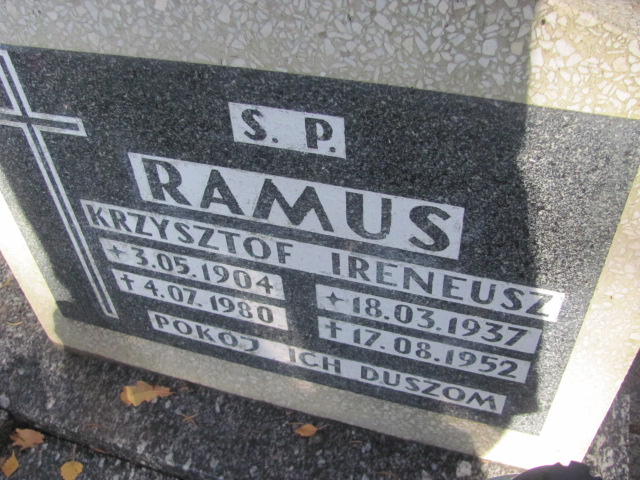 S. P.
RAMUS
KRZYSZTOF IRENEUSZ
3.05.1904 18.03.1937
4.07.1980 17.08.1952
POKÓJ ICH DUSZOM